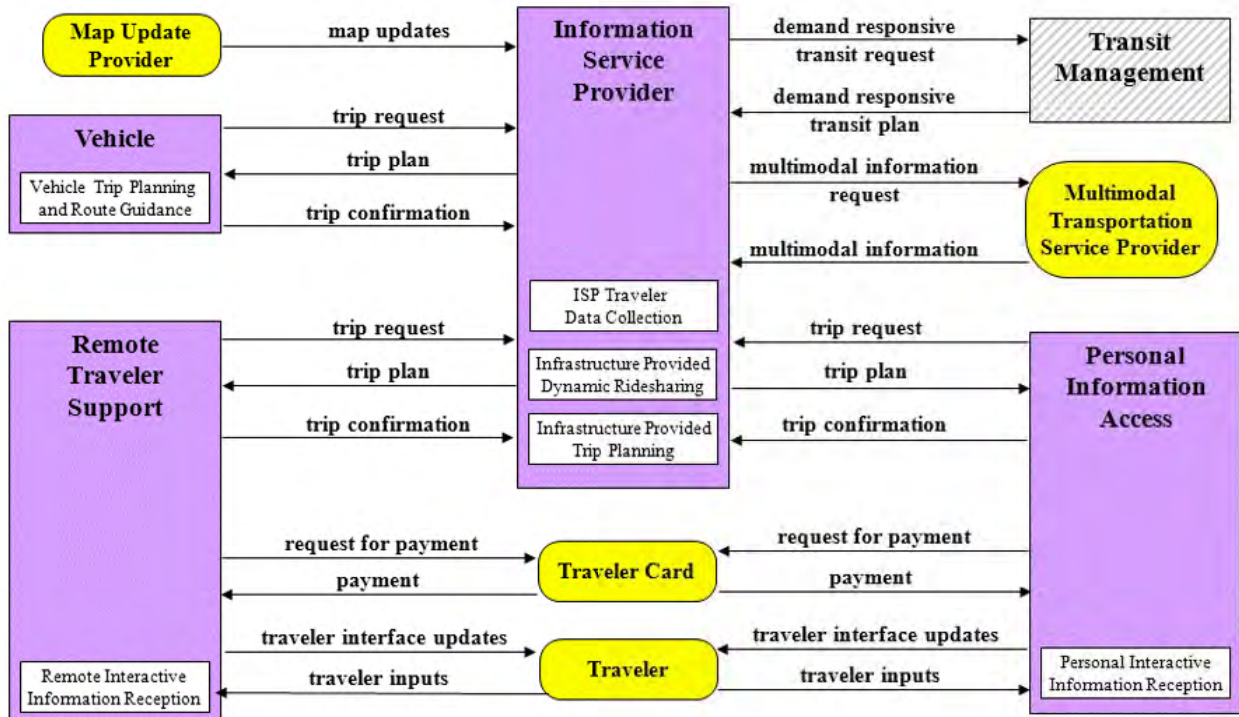 Map Update
Provider
map updates
Information
Service
Provider
demand responsive
transit request
Transit
Management
demand responsive
transit plan
Vehicle
Vehicle Trip Planning
and Route Guidance
trip request
trip plan
trip confirmation
multimodal information
request
multimodal information
Multimodal
Transportation
Service Provider
ISP Traveler
Data Collection
Infrastructure Provided
Dynamic Ridesharing
Infrastructure Provided
Trip Planning
Remote
Traveler
Support
trip request
trip plan
trip confirmation
trip request
trip plan
trip confirmation
Personal
Information
Access
request for payment
payment
Traveler Card
request for payment
payment
traveler interface updates
traveler inputs
Traveler
traveler interface updates
traveler inputs
Remote Interactive
Information Reception
Personal Interactive
Information Reception